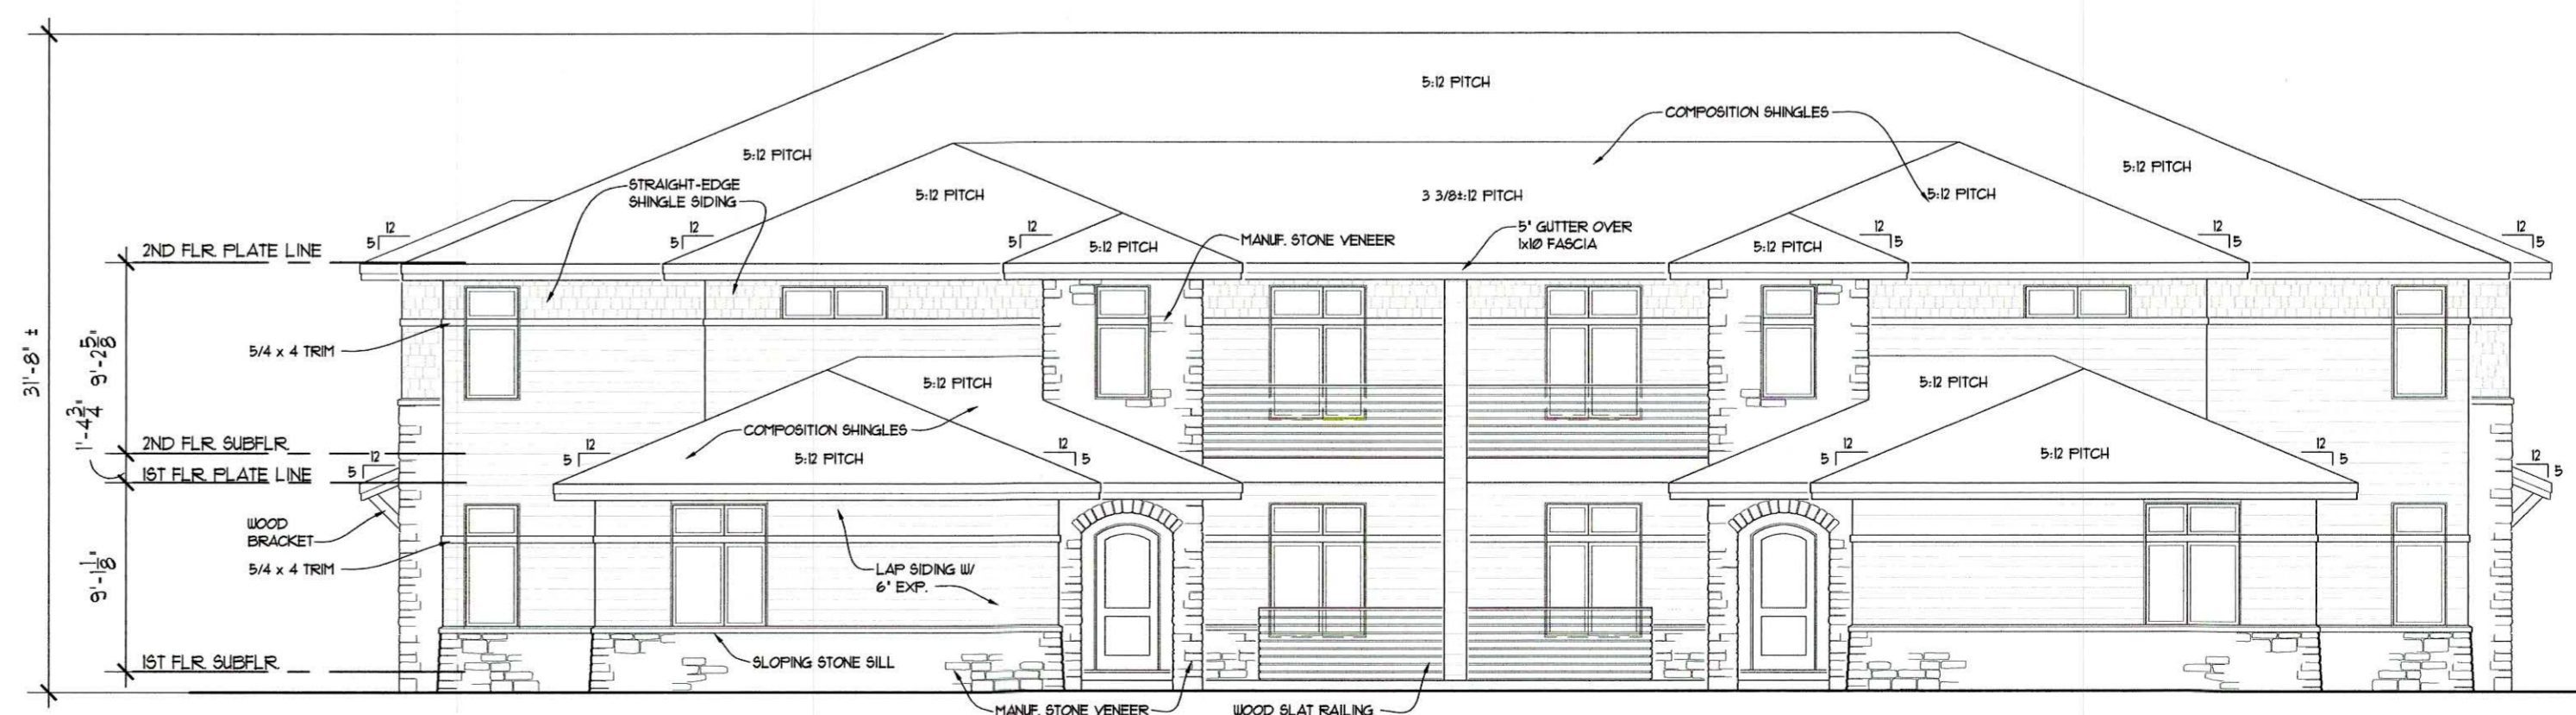 5:12 PITCH
COMPOSITION SHINGLES
5:12 PITCH
5:12 PITCH
STRAIGHT-EDGE
SHINGLE SIDING
5:12 PITCH
3 3/8±:12 PITCH
5:12 PITCH
12
5
12
5
12
5
5:12 PITCH
MANUF. STONE VENEER
5" GUTTER OVER
1x10 FASCIA
5:12 PITCH
12
5
12
5
12
5
2ND FLR. PLATE LINE
31'-8" ±
9'-2 5/8"
5/4 x 4 TRIM
5:12 PITCH
5:12 PITCH
1'-4 3/4"
COMPOSITION SHINGLES
2ND FLR. SUBFLR.
12
5
12
5
12
5
5:12 PITCH
12
5
5:12 PITCH
12
5
12
5
1ST FLR. PLATE LINE
WOOD
BRACKET
5/4 x 4 TRIM
9'-1 1/8"
LAP SIDING W/
6" EXP.
1ST FLR. SUBFLR.
SLOPING STONE SILL
MANUF. STONE VENEER
WOOD SLAT RAILING